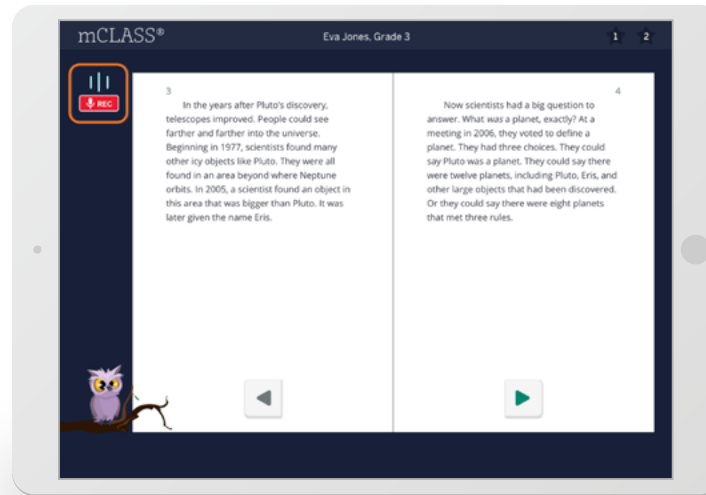 mCLASS®
Eva Jones, Grade 3
1 2
REC
3
In the years after Pluto's discovery,
telescopes improved. People could see
farther and farther into the universe.
Beginning in 1977, scientists found many
other icy objects like Pluto. They were all
found in an area beyond where Neptune
orbits. In 2005, a scientist found an object in
this area that was bigger than Pluto. It was
later given the name Eris.
4
Now scientists had a big question to
answer. What was a planet, exactly? At a
meeting in 2006, they voted to define a
planet. They had three choices. They could
say Pluto was a planet. They could say there
were twelve planets, including Pluto, Eris, and
other large objects that had been discovered.
Or they could say there were eight planets
that met three rules.